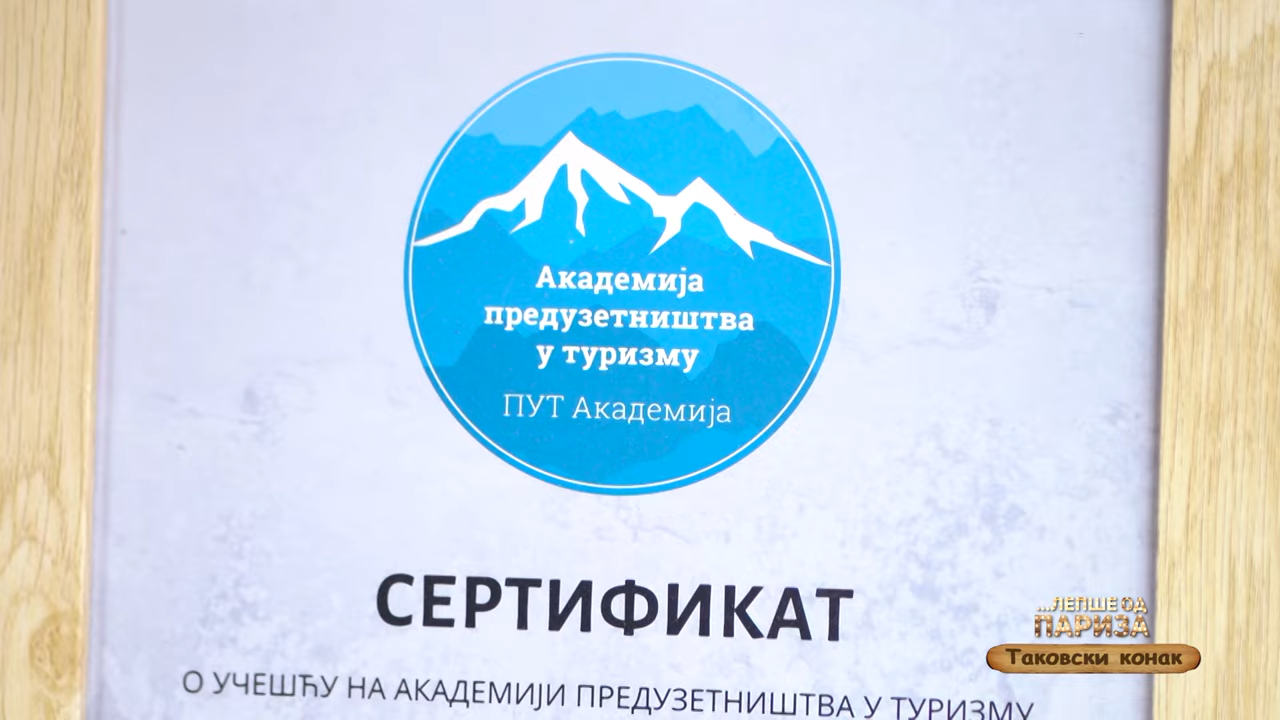 Академија
предузетништва
у туризму
ПУТ Академија
СЕРТИФИКАТ
О УЧЕШЋУ НА АКАДЕМИЈИ ПРЕДУЗЕТНИШТВА У ТУРИЗМУ
...ЛЕПШЕ ОД
ПАРИЗА
Таковски конак